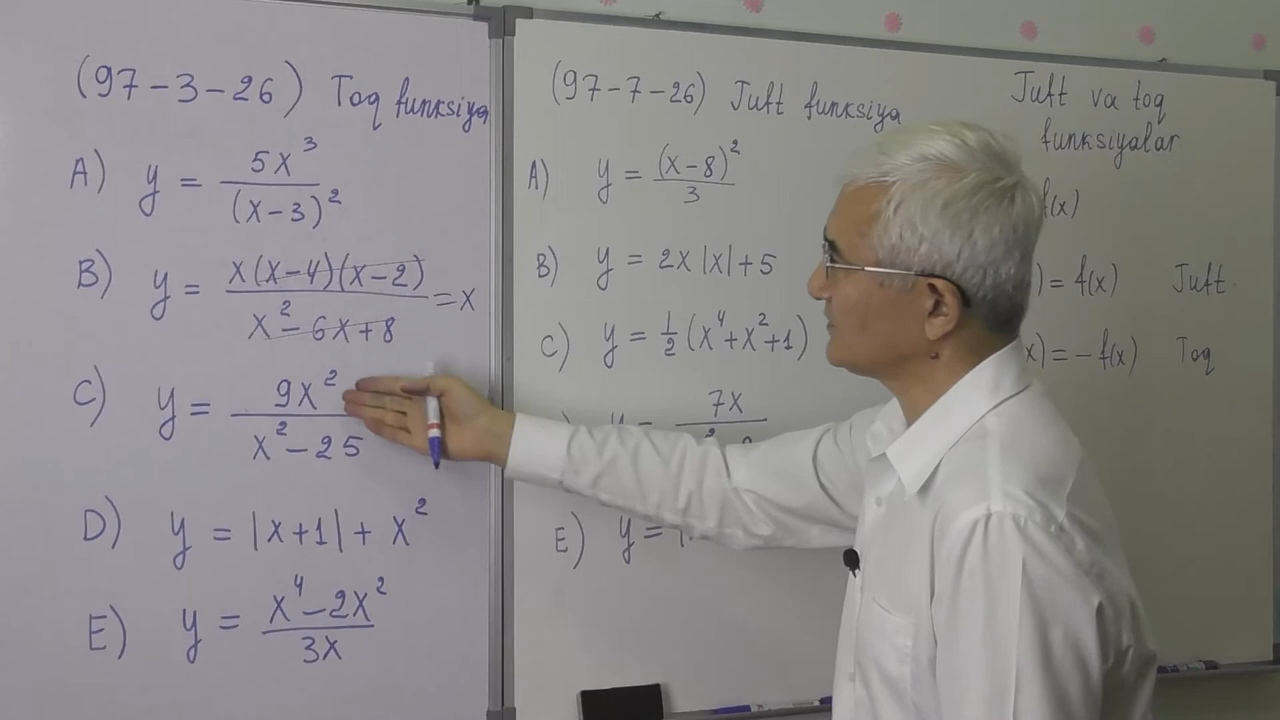 (97-3-26) Toq funksiya
A) y = 5x³/(x-3)²
B) y = x(x-4)(x-2)/(x²-6x+8) = x
C) y = 9x²/(x²-25)
D) y = |x+1| + x²
E) y = (x⁴-2x²)/3x
(97-7-26) Juft funksiya
A) y = (x-8)²/3
B) y = 2x|x|+5
C) y = 1/2 (x⁴+x²+1)
7x
E) y =
Juft va toq
funksiyalar
f(x)
) = f(x) Juft
x) = -f(x) Toq